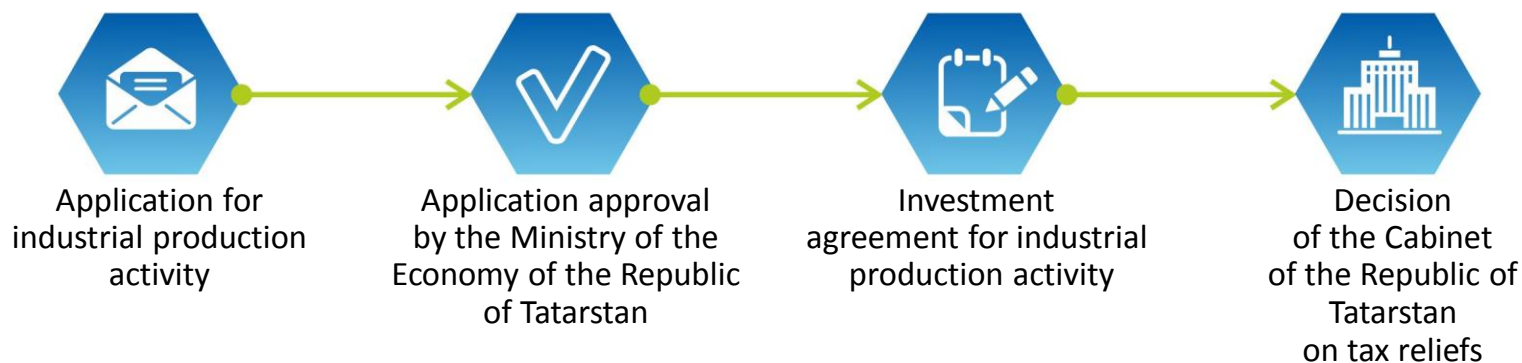 Application for
industrial production
activity
Application approval
by the Ministry of the
Economy of the Republic
of Tatarstan
Investment
agreement for industrial
production activity
Decision
of the Cabinet
of the Republic of
Tatarstan
on tax reliefs